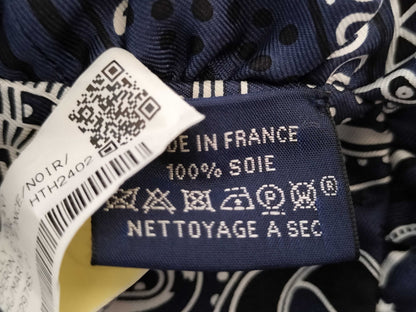 /NOIR/
HTH2402
DE IN FRANCE
100% SOIE
P
®
NETTOYAGE A SEC